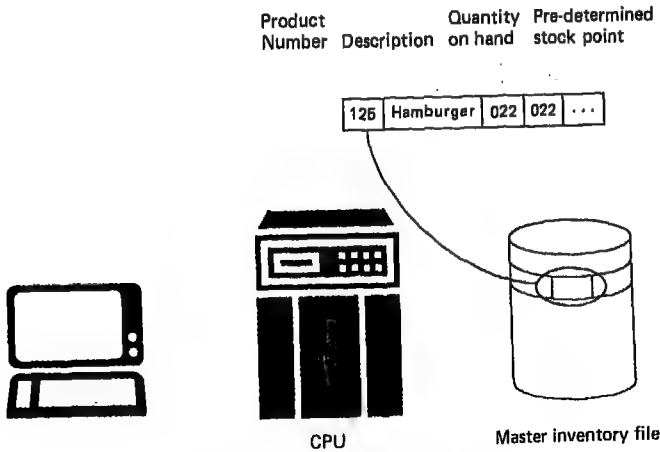 Product Number
Description
Quantity on hand
Pre-determined stock point
125 Hamburger 022 022 ...
CPU
Master inventory file